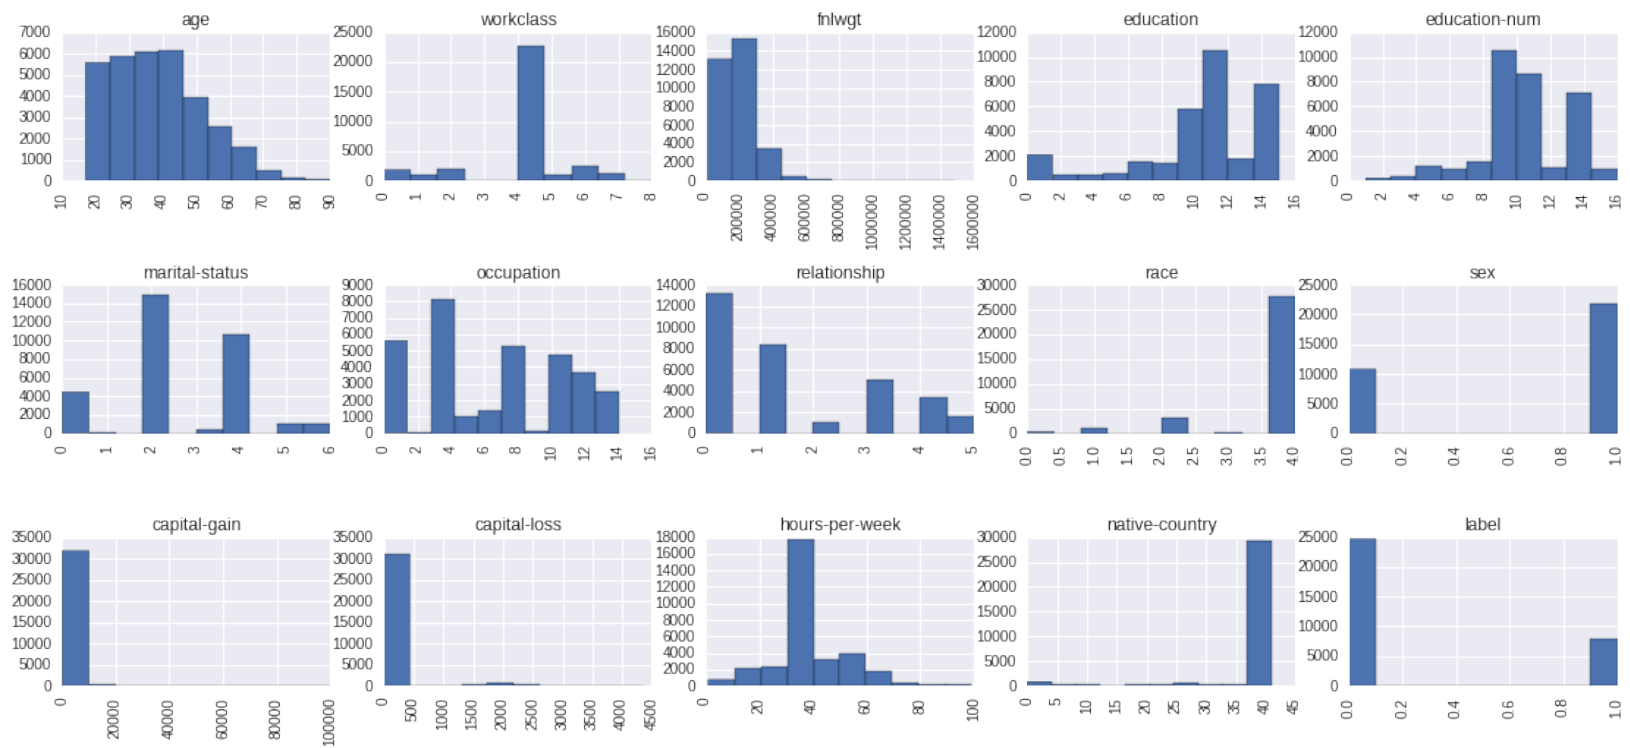 age workclass fnlwgt education education-num
7000 6000 5000 4000 3000 2000 1000 0
10 20 30 40 50 60 70 80 90
25000 20000 15000 10000 5000 0
0 1 2 3 4 5 6 7 8
16000 14000 12000 10000 8000 6000 4000 2000 0
0 200000 400000 600000 800000 1000000 1200000 1400000 1600000
12000 10000 8000 6000 4000 2000 0
0 2 4 6 8 10 12 14 16
12000 10000 8000 6000 4000 2000 0
0 2 4 6 8 10 12 14 16
marital-status occupation relationship race sex
16000 14000 12000 10000 8000 6000 4000 2000 0
0 1 2 3 4 5 6
9000 8000 7000 6000 5000 4000 3000 2000 1000 0
0 2 4 6 8 10 12 14 16
14000 12000 10000 8000 6000 4000 2000 0
0 1 2 3 4 5
30000 25000 20000 15000 10000 5000 0
0.0 0.5 1.0 1.5 2.0 2.5 3.0 3.5 4.0
25000 20000 15000 10000 5000 0
0.0 0.2 0.4 0.6 0.8 1.0
capital-gain capital-loss hours-per-week native-country label
35000 30000 25000 20000 15000 10000 5000 0
0 20000 40000 60000 80000 100000
35000 30000 25000 20000 15000 10000 5000 0
0 500 1000 1500 2000 2500 3000 3500 4000 4500
18000 16000 14000 12000 10000 8000 6000 4000 2000 0
0 20 40 60 80 100
30000 25000 20000 15000 10000 5000 0
0 5 10 15 20 25 30 35 40 45
25000 20000 15000 10000 5000 0
0.0 0.2 0.4 0.6 0.8 1.0